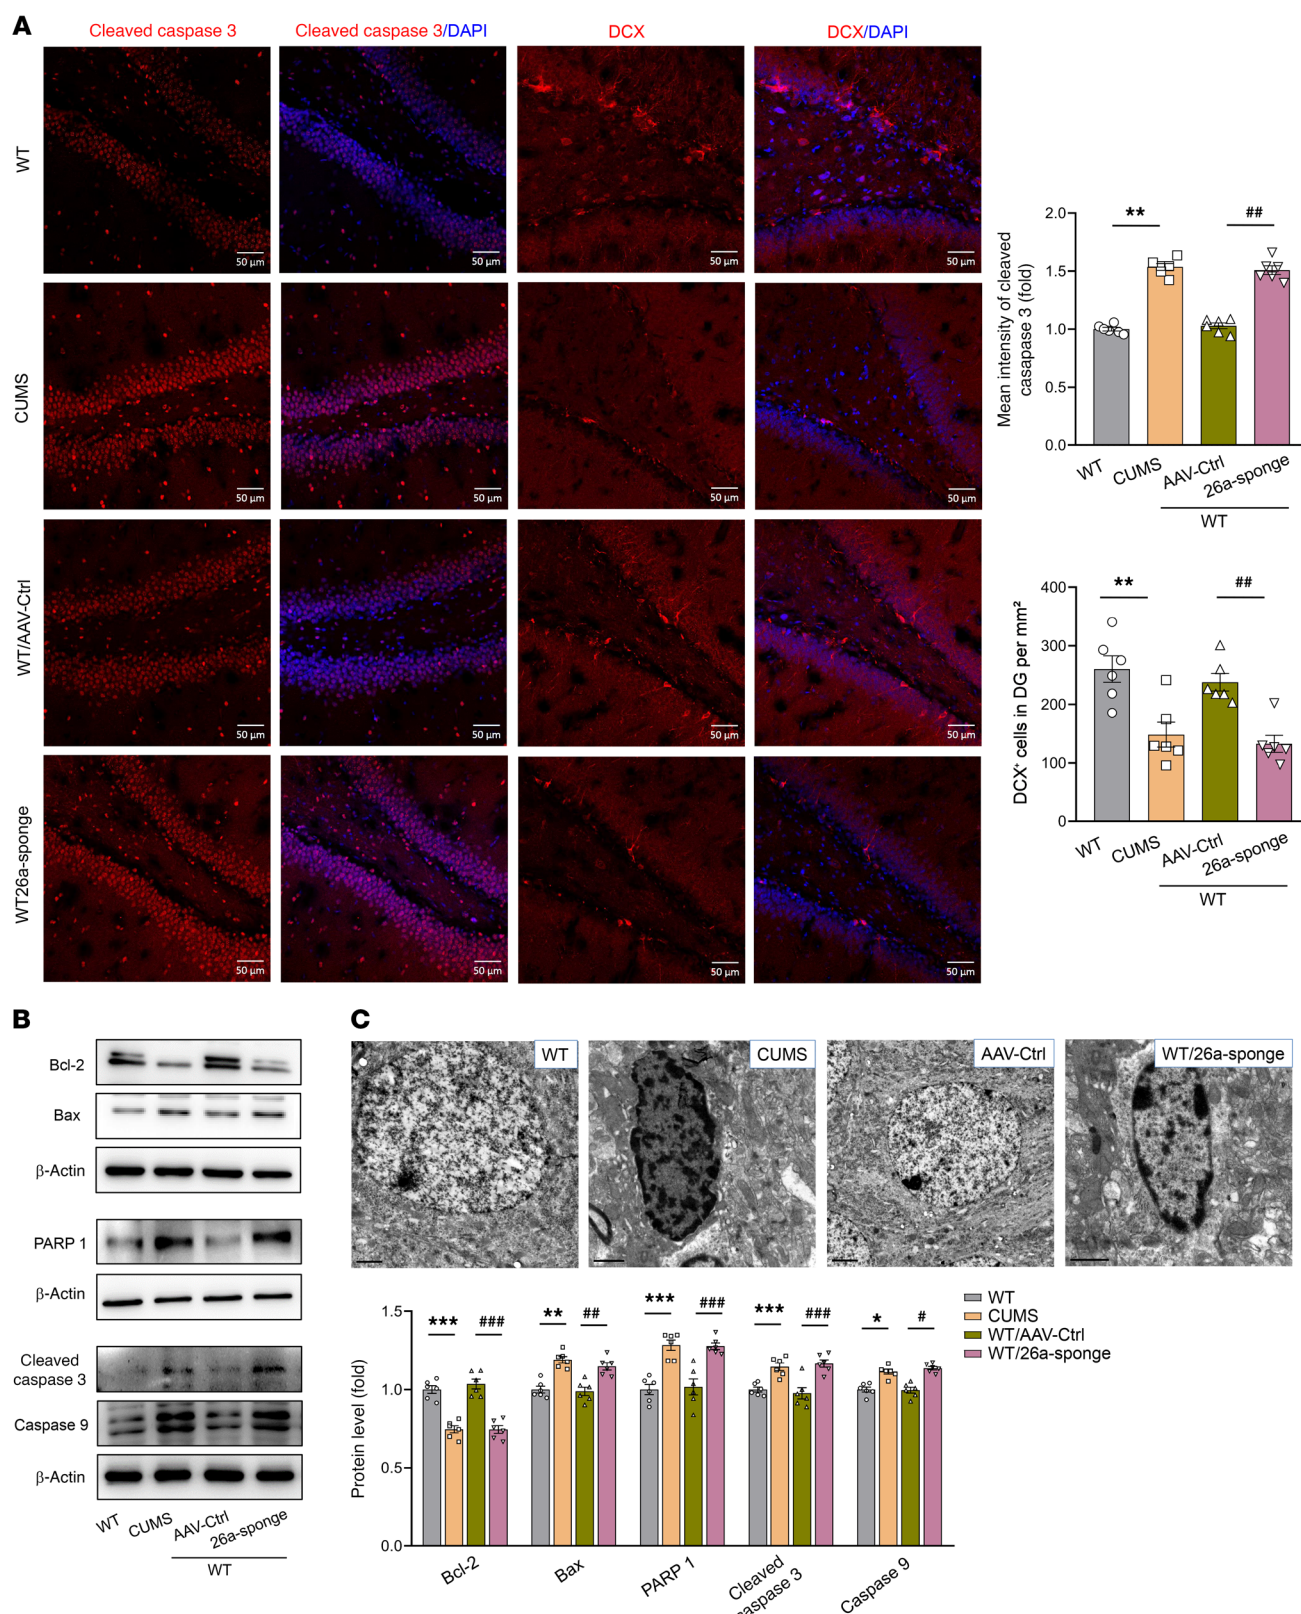 A
Cleaved caspase 3
Cleaved caspase 3/DAPI
DCX
DCX/DAPI
WT
50 µm
50 µm
50 µm
50 µm
CUMS
50 µm
50 µm
50 µm
50 µm
WT/AAV-Ctrl
50 µm
50 µm
50 µm
50 µm
WT26a-sponge
50 µm
50 µm
50 µm
50 µm
Mean intensity of cleaved
casapase 3 (fold)
2.0
1.5
1.0
0.5
0.0
**
##
WT
CUMS
AAV-Ctrl
26a-sponge
WT
DCX⁺ cells in DG per mm²
400
300
200
100
0
**
##
WT
CUMS
AAV-Ctrl
26a-sponge
WT
B
Bcl-2
Bax
β-Actin
PARP 1
β-Actin
Cleaved
caspase 3
Caspase 9
β-Actin
WT
CUMS
AAV-Ctrl
26a-sponge
WT
C
WT
CUMS
AAV-Ctrl
WT/26a-sponge
Protein level (fold)
1.5
1.0
0.5
0.0
***
###
**
##
***
###
***
###
*
#
WT
CUMS
WT/AAV-Ctrl
WT/26a-sponge
Bcl-2
Bax
PARP 1
Cleaved
caspase 3
Caspase 9